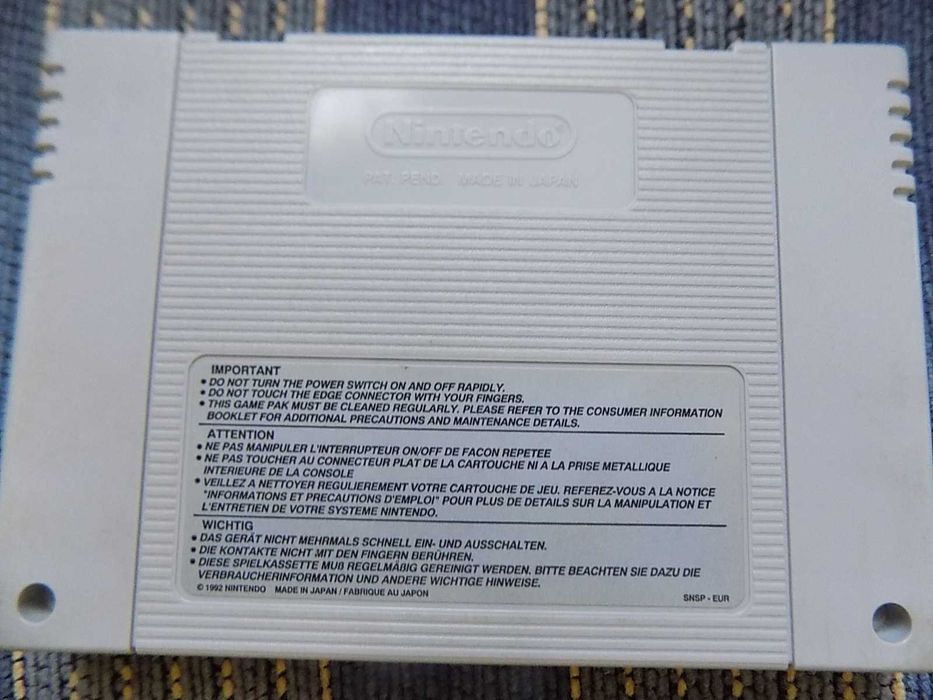 Nintendo®
PAT. PEND. MADE IN JAPAN
IMPORTANT
• DO NOT TURN THE POWER SWITCH ON AND OFF RAPIDLY.
• DO NOT TOUCH THE EDGE CONNECTOR WITH YOUR FINGERS.
• THIS GAME PAK MUST BE CLEANED REGULARLY. PLEASE REFER TO THE CONSUMER INFORMATION
BOOKLET FOR ADDITIONAL PRECAUTIONS AND MAINTENANCE DETAILS.
ATTENTION
• NE PAS MANIPULER L'INTERRUPTEUR ON/OFF DE FACON REPETEE
• NE PAS TOUCHER AU CONNECTEUR PLAT DE LA CARTOUCHE NI A LA PRISE METALLIQUE
INTERIEURE DE LA CONSOLE
• VEILLEZ A NETTOYER REGULIEREMENT VOTRE CARTOUCHE DE JEU. REFEREZ-VOUS A LA NOTICE
"INFORMATIONS ET PRECAUTIONS D'EMPLOI" POUR PLUS DE DETAILS SUR LA MANIPULATION ET
L'ENTRETIEN DE VOTRE SYSTEME NINTENDO.
WICHTIG
• DAS GERÄT NICHT MEHRMALS SCHNELL EIN- UND AUSSCHALTEN.
• DIE KONTAKTE NICHT MIT DEN FINGERN BERÜHREN.
• DIESE SPIELKASSETTE MUß REGELMÄßIG GEREINIGT WERDEN. BITTE BEACHTEN SIE DAZU DIE
VERBRAUCHERINFORMATION UND ANDERE WICHTIGE HINWEISE.
© 1992 NINTENDO MADE IN JAPAN / FABRIQUE AU JAPON
SNSP - EUR